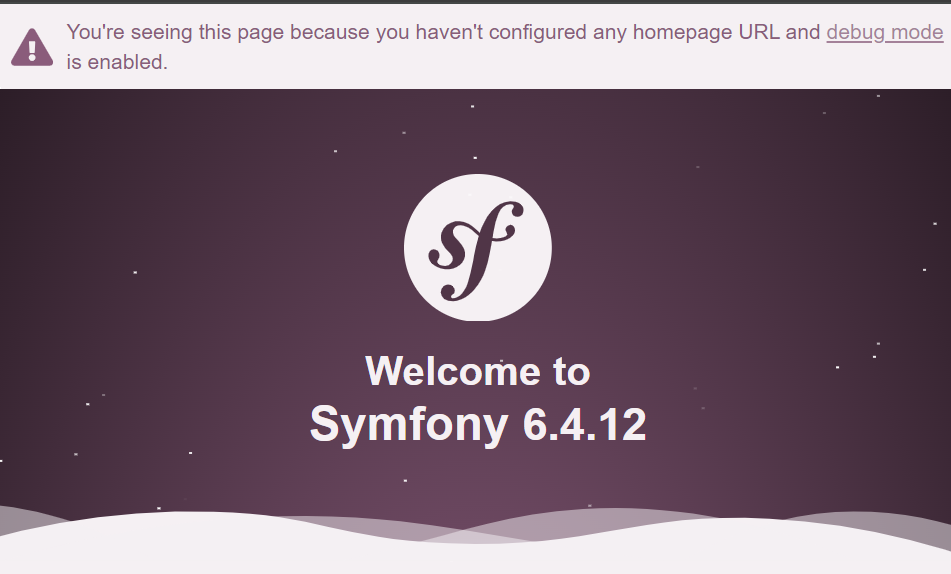 You're seeing this page because you haven't configured any homepage URL and debug mode
is enabled.
sf
Welcome to
Symfony 6.4.12